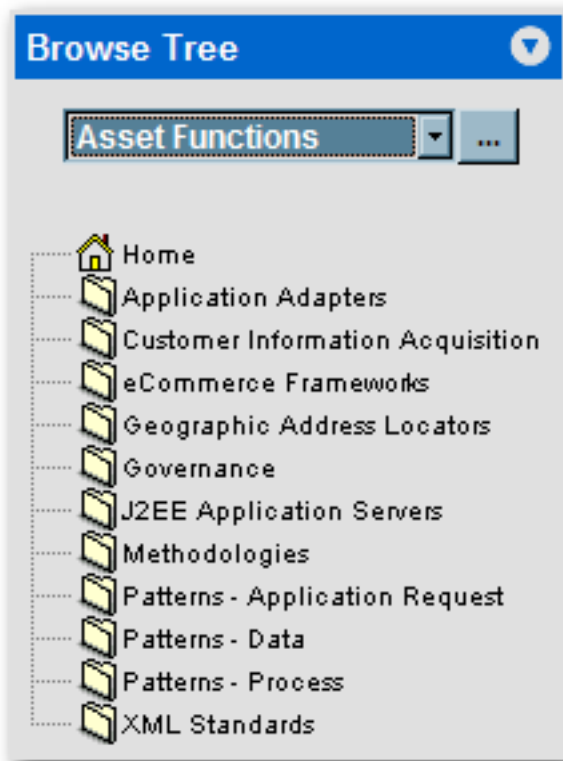 Browse Tree
Asset Functions
...
Home
Application Adapters
Customer Information Acquisition
eCommerce Frameworks
Geographic Address Locators
Governance
J2EE Application Servers
Methodologies
Patterns - Application Request
Patterns - Data
Patterns - Process
XML Standards